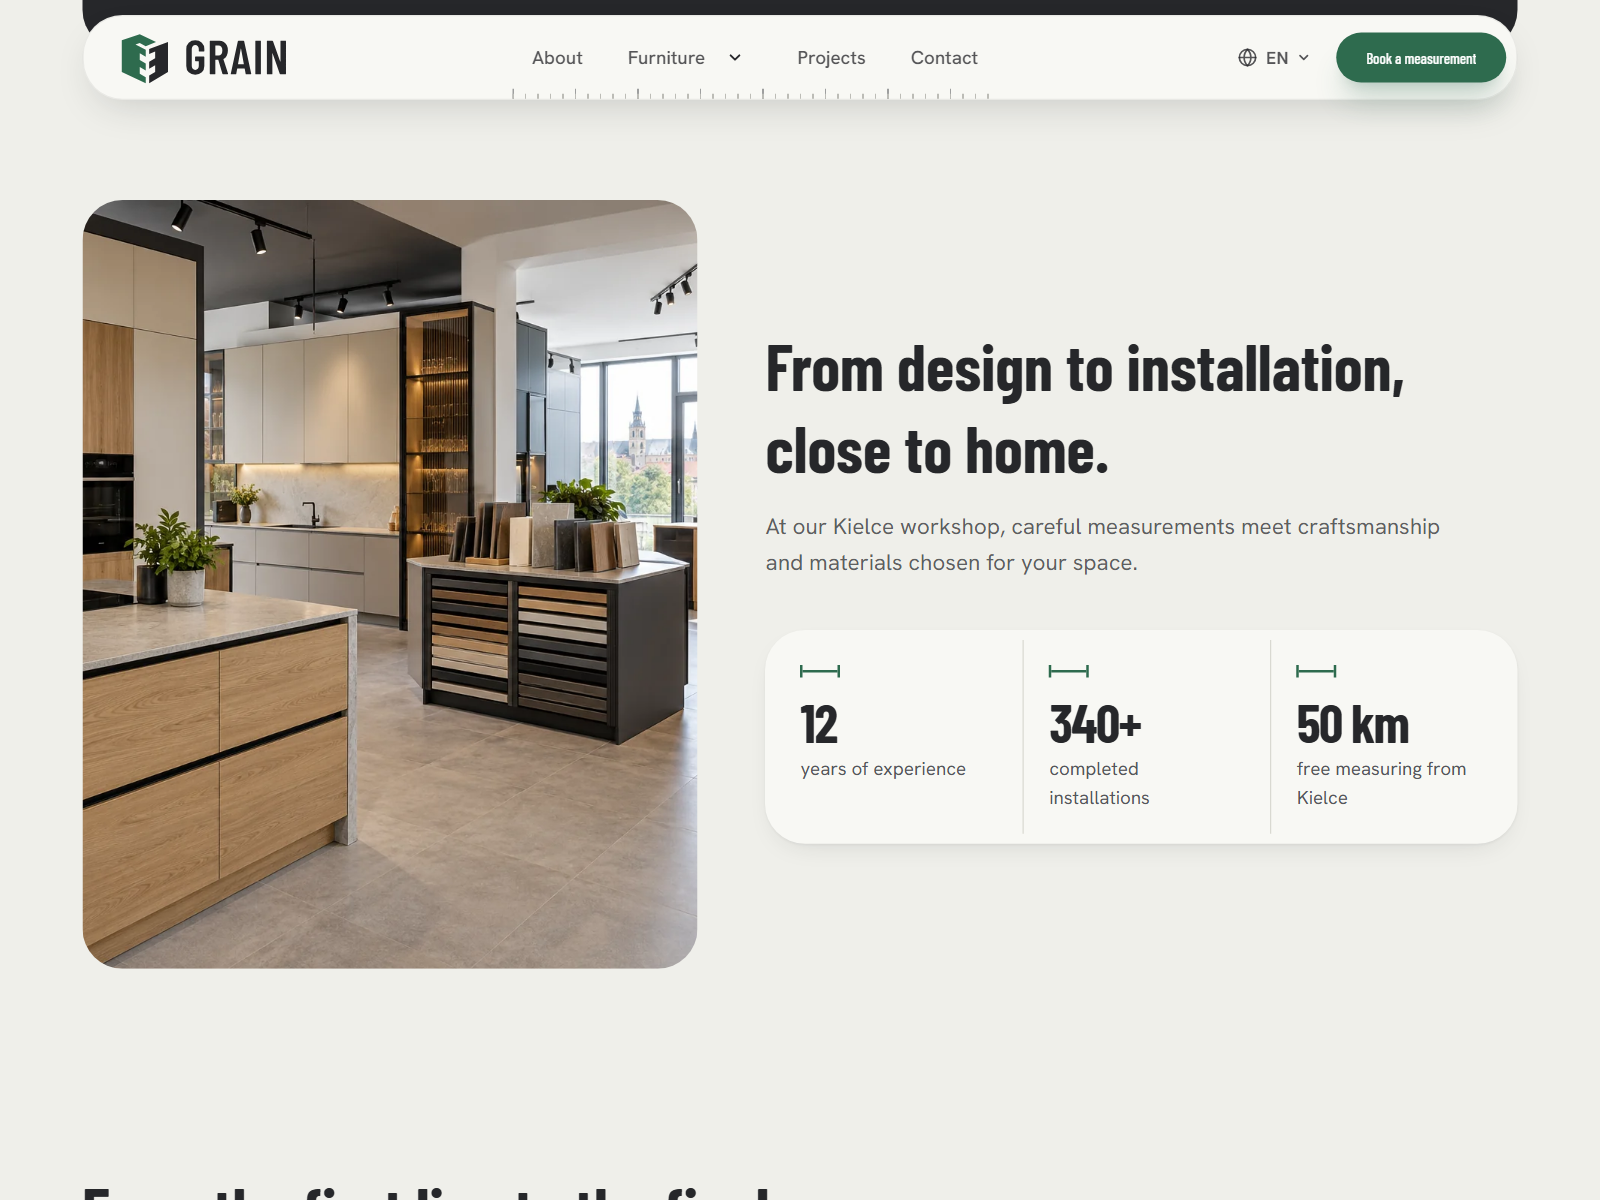 GRAIN
About
Furniture
Projects
Contact
EN
Book a measurement
From design to installation,
close to home.
At our Kielce workshop, careful measurements meet craftsmanship
and materials chosen for your space.
12
years of experience
340+
completed
installations
50 km
free measuring from
Kielce